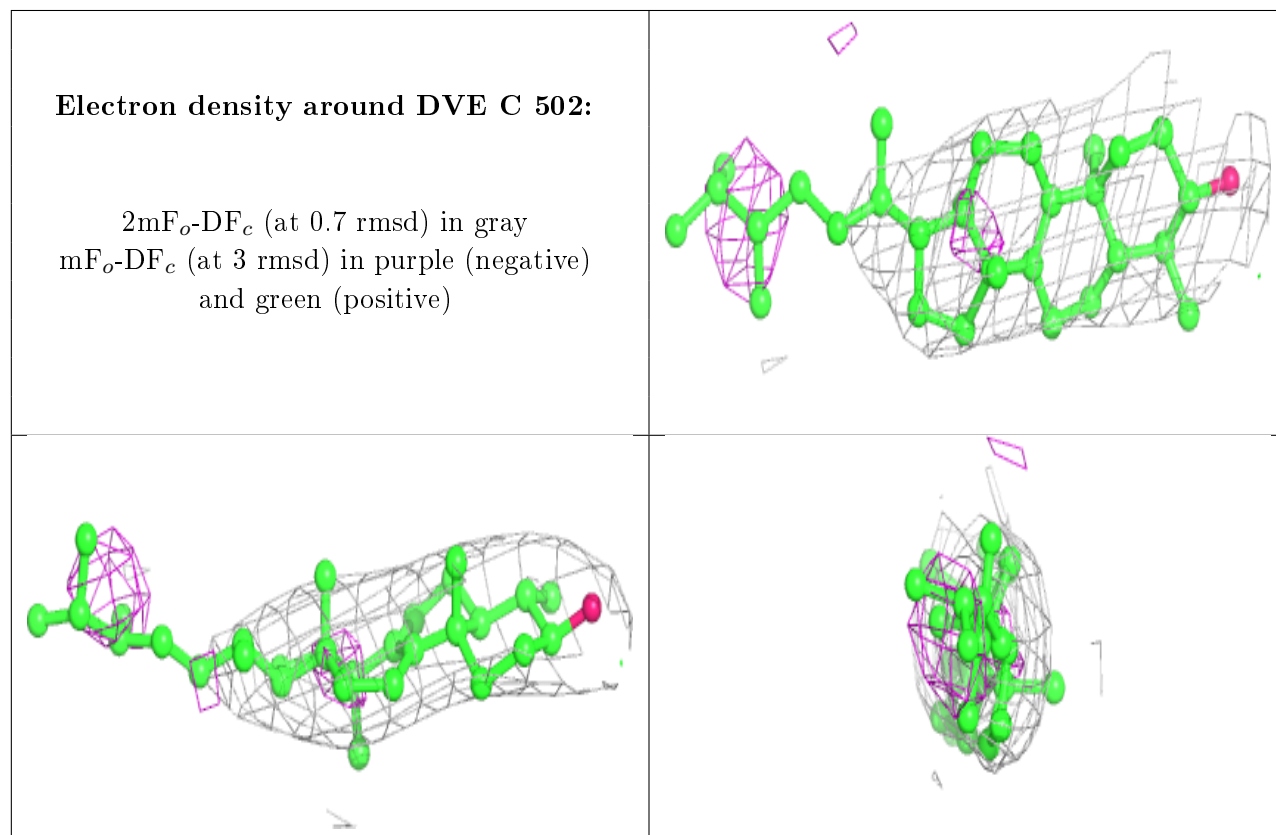 Electron density around DVE C 502:
2mFo-DFc (at 0.7 rmsd) in gray
mFo-DFc (at 3 rmsd) in purple (negative)
and green (positive)